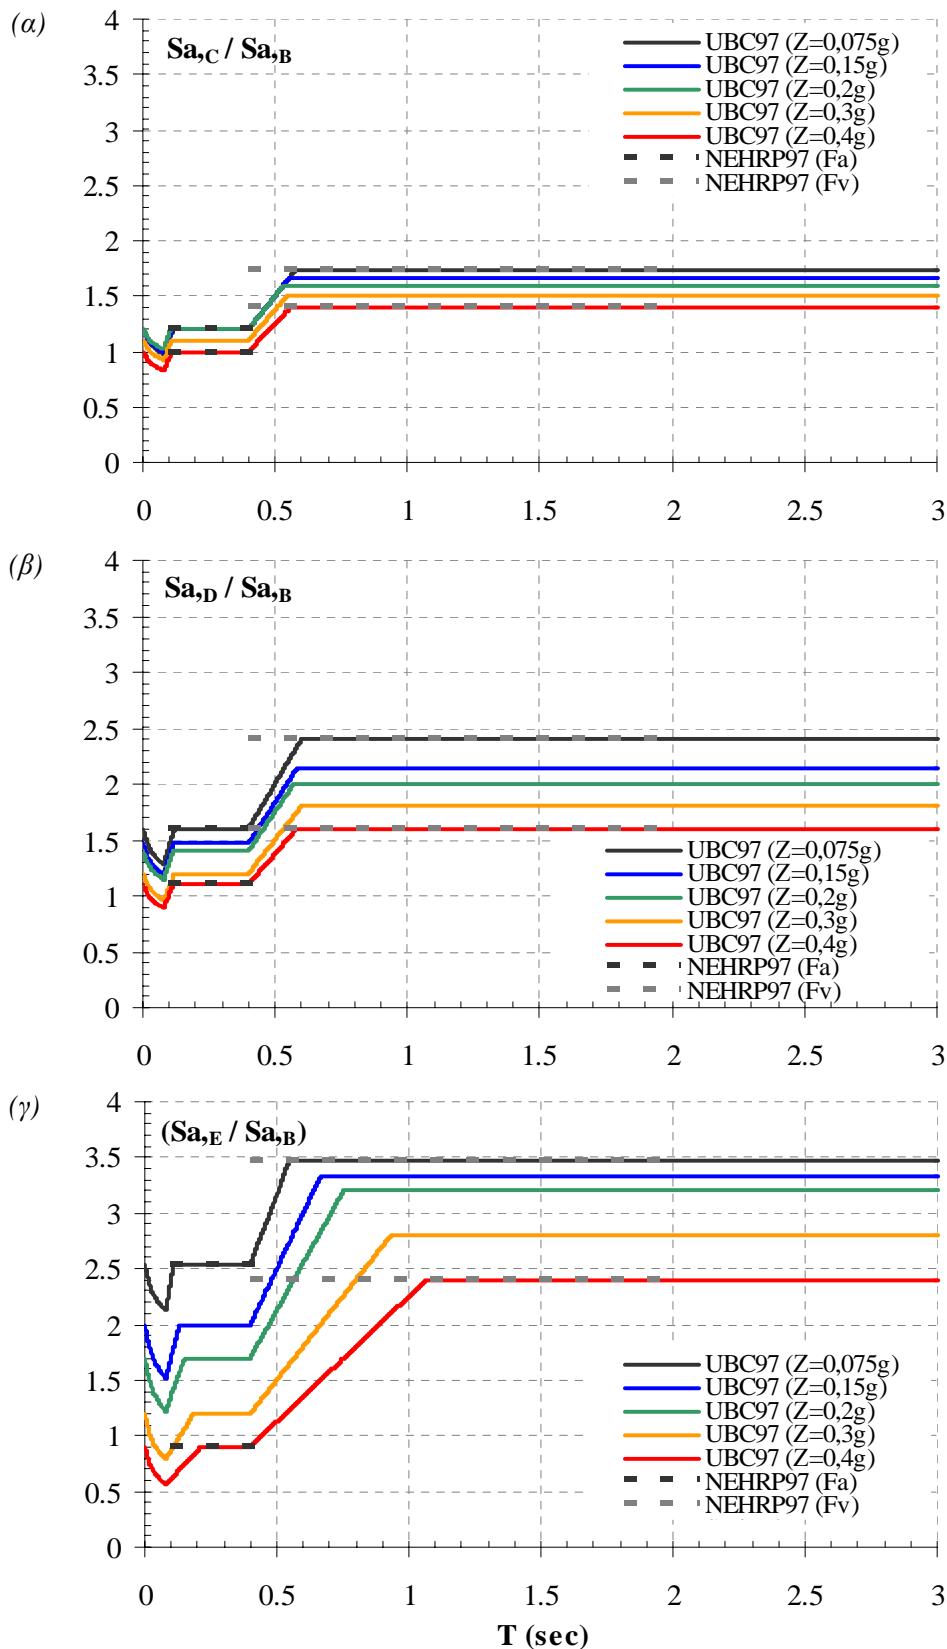 (α)
Sa,C / Sa,B
4
3.5
3
2.5
2
1.5
1
0.5
0
UBC97 (Z=0,075g)
UBC97 (Z=0,15g)
UBC97 (Z=0,2g)
UBC97 (Z=0,3g)
UBC97 (Z=0,4g)
NEHRP97 (Fa)
NEHRP97 (Fv)
0 0.5 1 1.5 2 2.5 3
(β)
Sa,D / Sa,B
4
3.5
3
2.5
2
1.5
1
0.5
0
UBC97 (Z=0,075g)
UBC97 (Z=0,15g)
UBC97 (Z=0,2g)
UBC97 (Z=0,3g)
UBC97 (Z=0,4g)
NEHRP97 (Fa)
NEHRP97 (Fv)
0 0.5 1 1.5 2 2.5 3
(γ)
(Sa,E / Sa,B)
4
3.5
3
2.5
2
1.5
1
0.5
0
UBC97 (Z=0,075g)
UBC97 (Z=0,15g)
UBC97 (Z=0,2g)
UBC97 (Z=0,3g)
UBC97 (Z=0,4g)
NEHRP97 (Fa)
NEHRP97 (Fv)
0 0.5 1 1.5 2 2.5 3
T (sec)